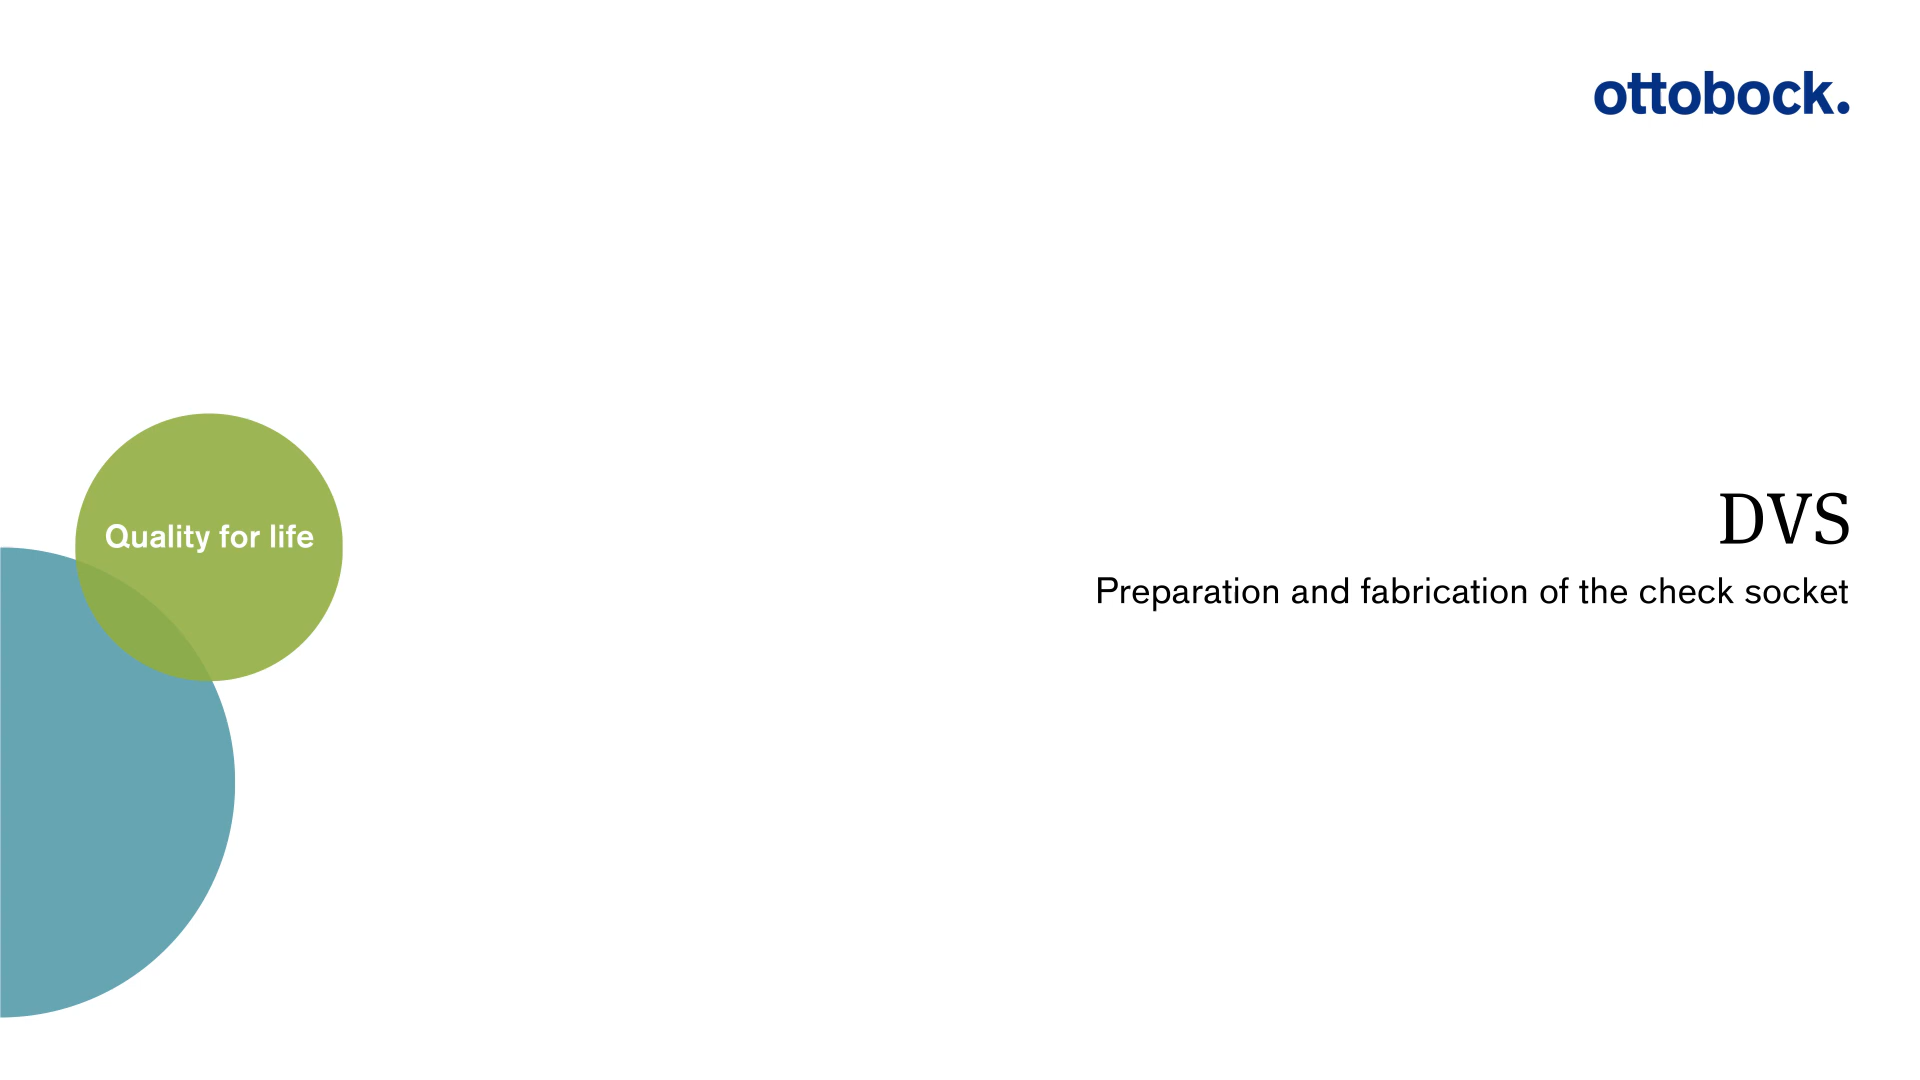 ottobock.
Quality for life
DVS
Preparation and fabrication of the check socket